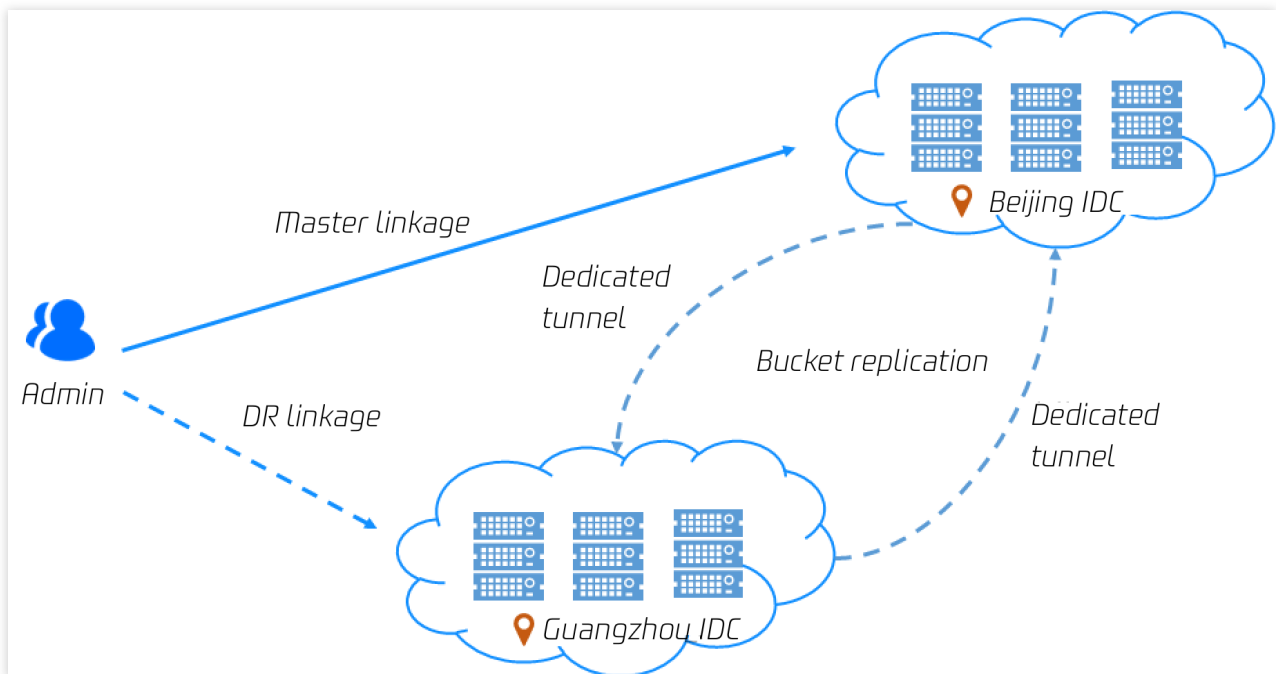 Beijing IDC
Master linkage
Dedicated
tunnel
Bucket replication
Admin
DR linkage
Dedicated
tunnel
Guangzhou IDC